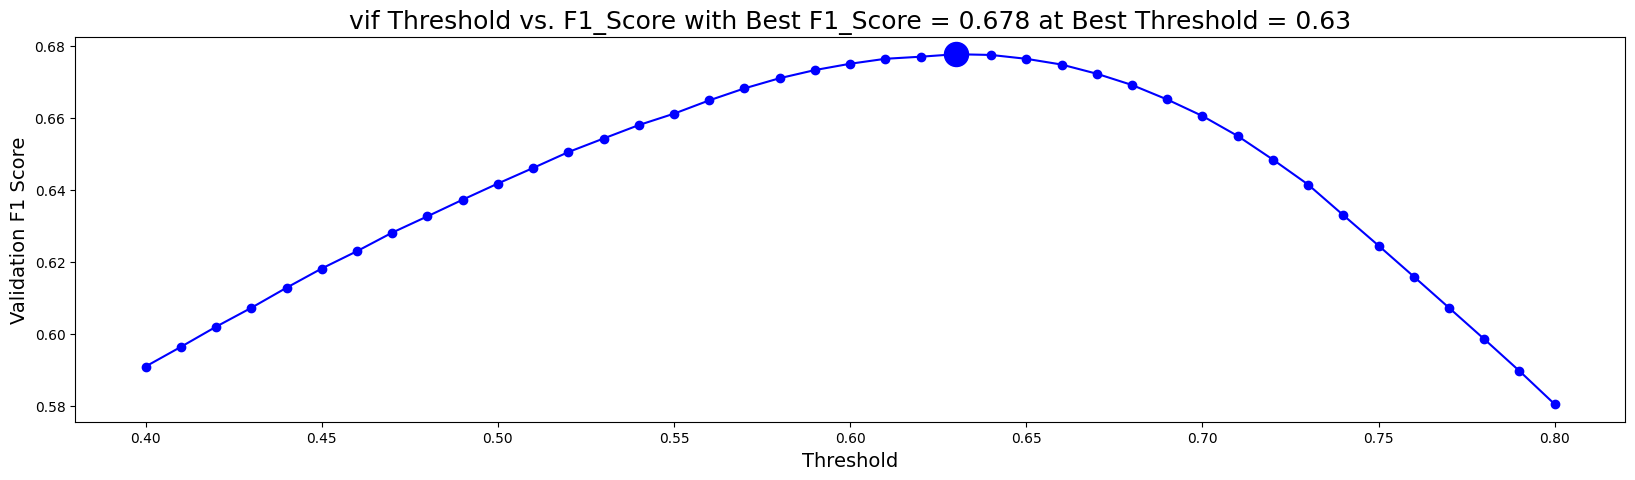 vif Threshold vs. F1_Score with Best F1_Score = 0.678 at Best Threshold = 0.63
0.68
0.66
0.64
0.62
0.60
0.58
Validation F1 Score
0.40 0.45 0.50 0.55 0.60 0.65 0.70 0.75 0.80
Threshold